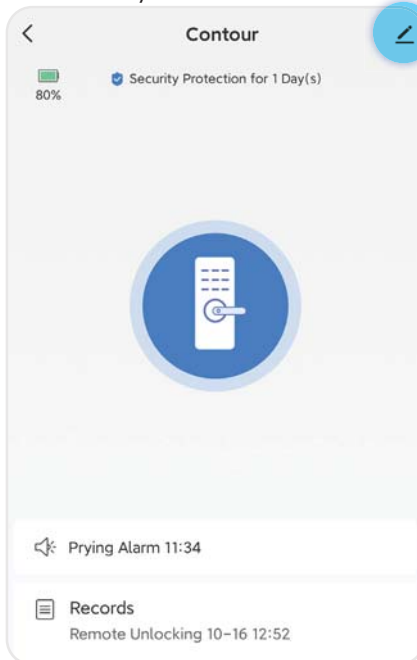 Contour
80%
Security Protection for 1 Day(s)
Prying Alarm 11:34
Records
Remote Unlocking 10-16 12:52